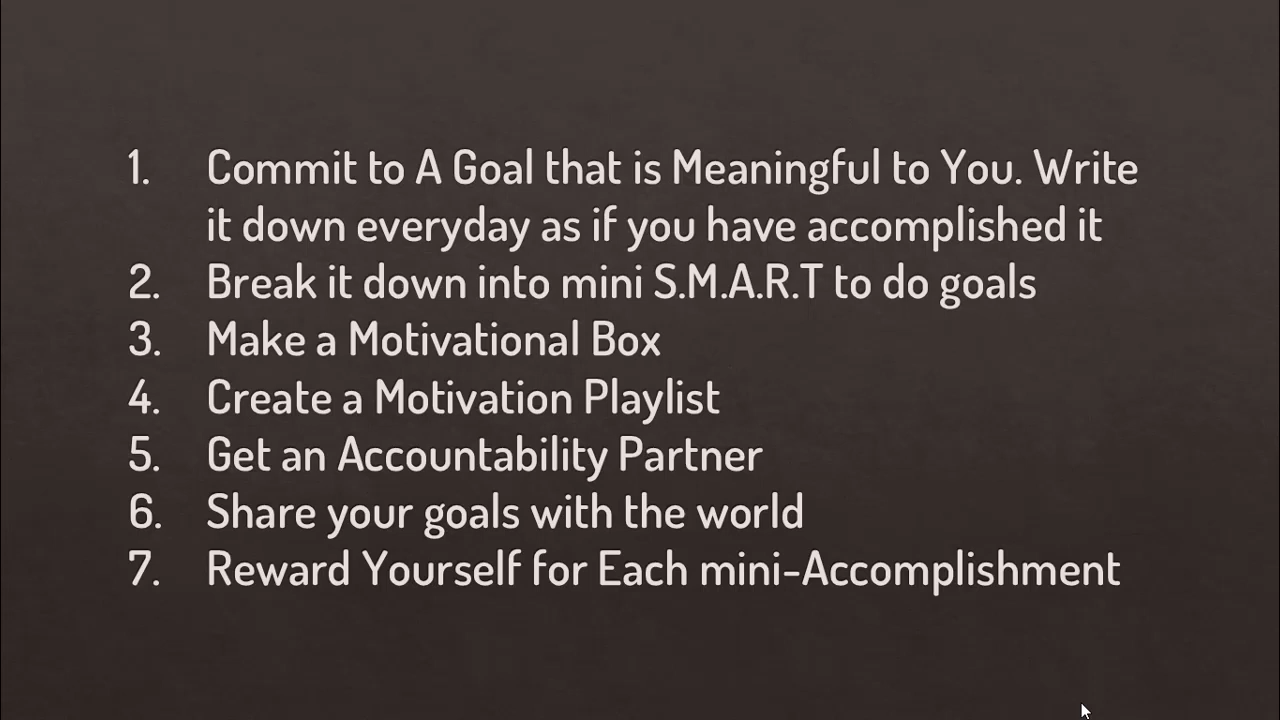 1. Commit to A Goal that is Meaningful to You. Write
it down everyday as if you have accomplished it
2. Break it down into mini S.M.A.R.T to do goals
3. Make a Motivational Box
4. Create a Motivation Playlist
5. Get an Accountability Partner
6. Share your goals with the world
7. Reward Yourself for Each mini-Accomplishment